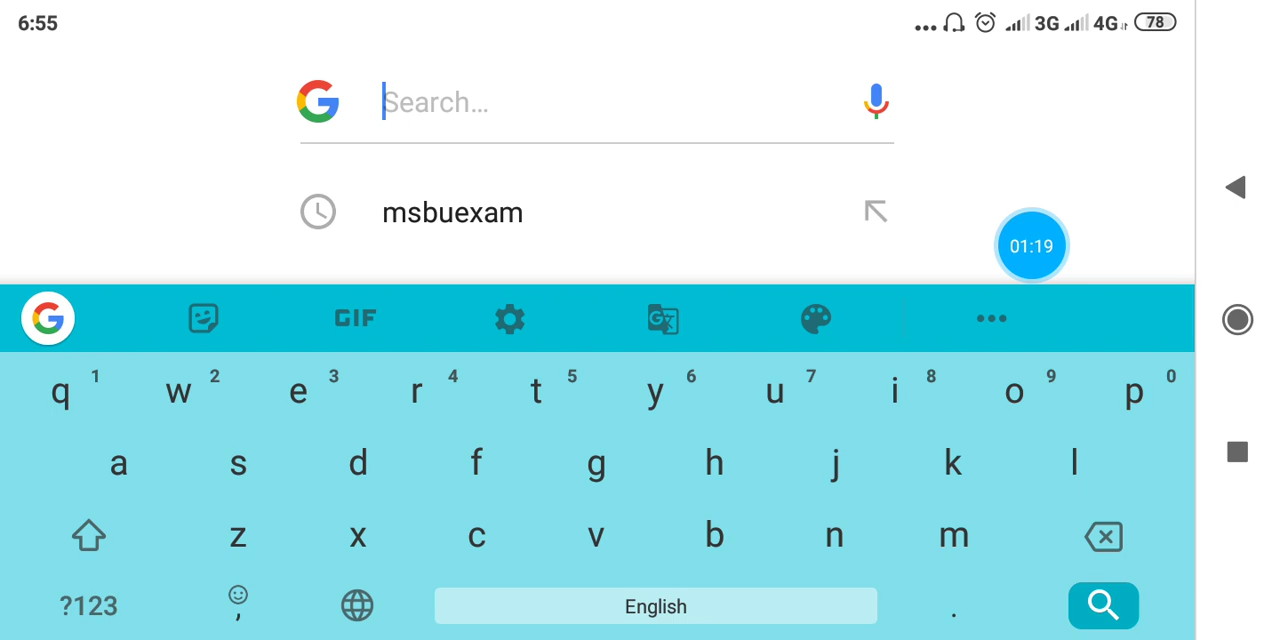 6:55 3G 4G 78
Search...
msbuexam
01:19
GIF
q 1 w 2 e 3 r 4 t 5 y 6 u 7 i 8 o 9 p 0
a s d f g h j k l
z x c v b n m
?123 , English .